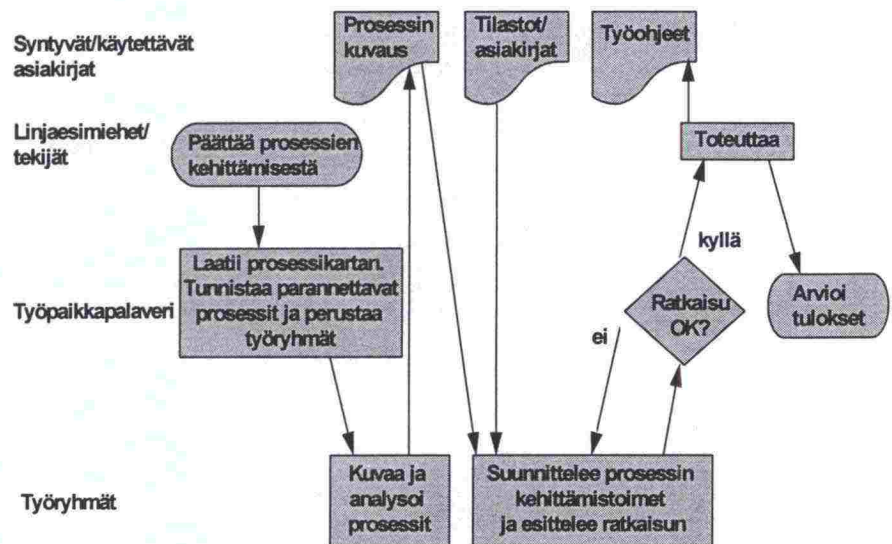 Syntyvät/käytettävät
asiakirjat
Prosessin
kuvaus
Tilastot/
asiakirjat
Työohjeet
Linjaesimiehet/
tekijät
Päättää prosessien
kehittämisestä
Toteuttaa
kyllä
Työpaikkapalaveri
Laatii prosessikartan.
Tunnistaa parannettavat
prosessit ja perustaa
työryhmät
ei
Ratkaisu
OK?
Arvioi
tulokset
Työryhmät
Kuvaa ja
analysoi
prosessit
Suunnittelee prosessin
kehittämistoimet
ja esittelee ratkaisun